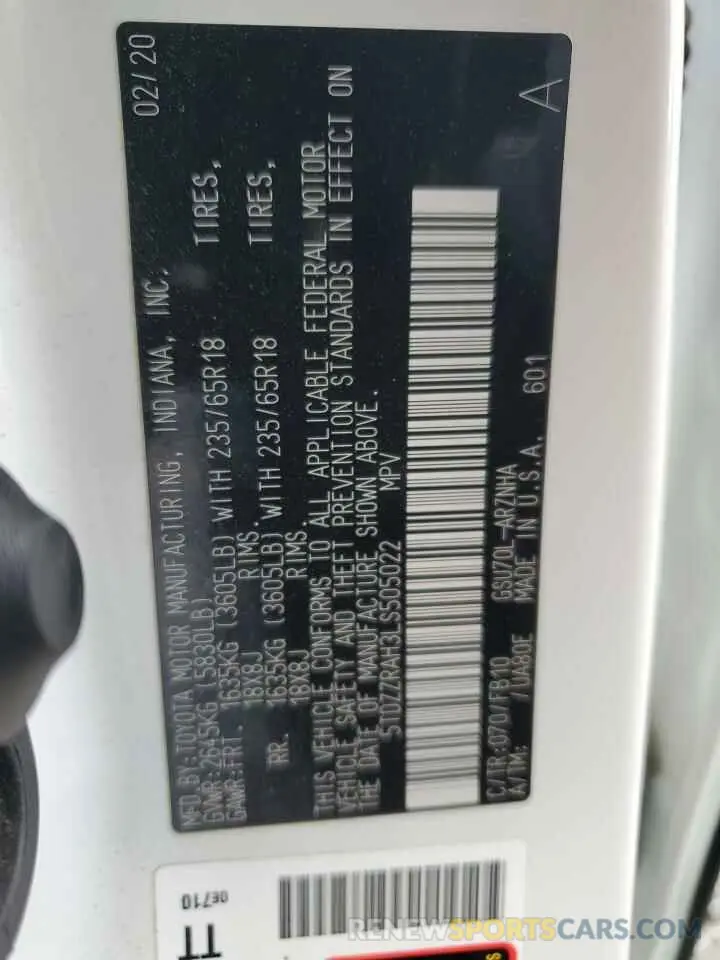 MFD.BY:TOYOTA MOTOR MANUFACTURING, INDIANA, INC. 02/20
GVWR:2645KG (5830LB)
GAWR:FRT. 1635KG (3605LB) WITH 235/65R18 TIRES,
18X8J RIMS.
RR. 1635KG (3605LB) WITH 235/65R18 TIRES,
18X8J RIMS.
THIS VEHICLE CONFORMS TO ALL APPLICABLE FEDERAL MOTOR
VEHICLE SAFETY AND THEFT PREVENTION STANDARDS IN EFFECT ON
THE DATE OF MANUFACTURE SHOWN ABOVE.
5TDZZRAH3LS505022 MPV
C/TR:070/FB10 GSU70L-ARZNHA
A/TM: /UA80E MADE IN U.S.A. 601
A
0E710
TT
RENEWSPORTSCARS.COM